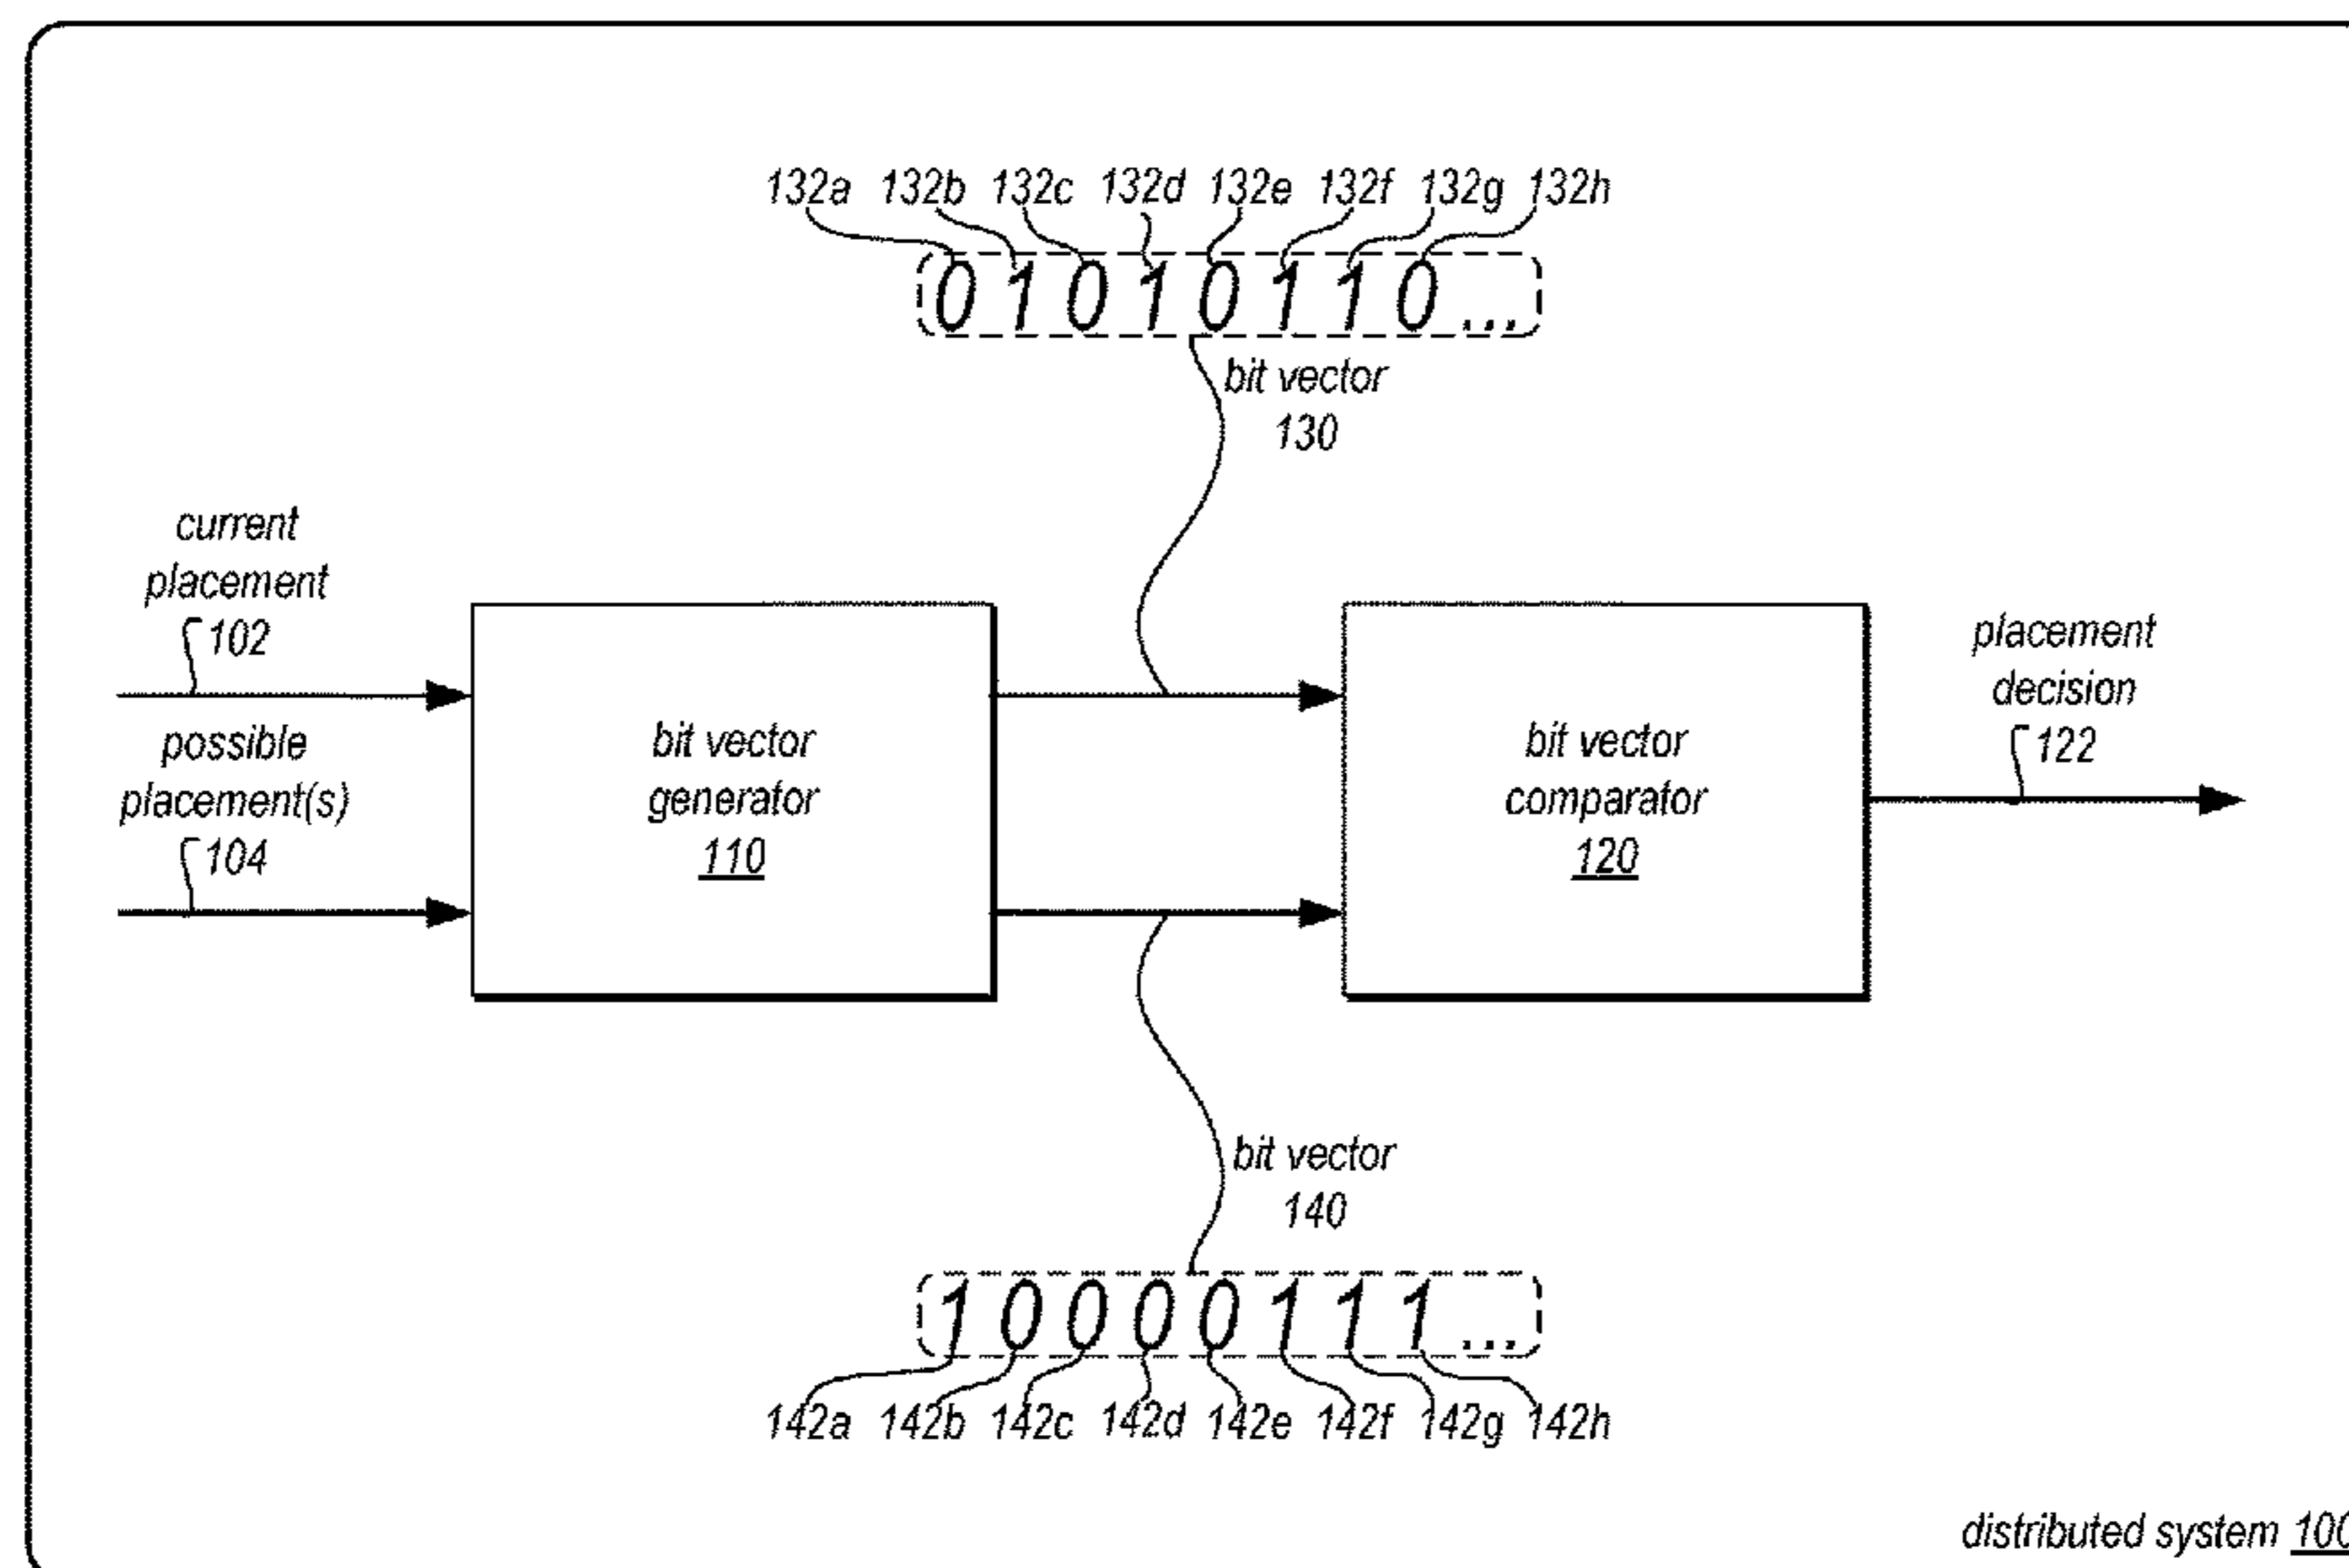 132a 132b 132c 132d 132e 132f 132g 132h
0 1 0 1 0 1 1 0 ...
bit vector
130
current
placement
102
possible
placement(s)
104
bit vector
generator
110
bit vector
comparator
120
placement
decision
122
bit vector
140
1 0 0 0 0 1 1 1 ...
142a 142b 142c 142d 142e 142f 142g 142h
distributed system 100